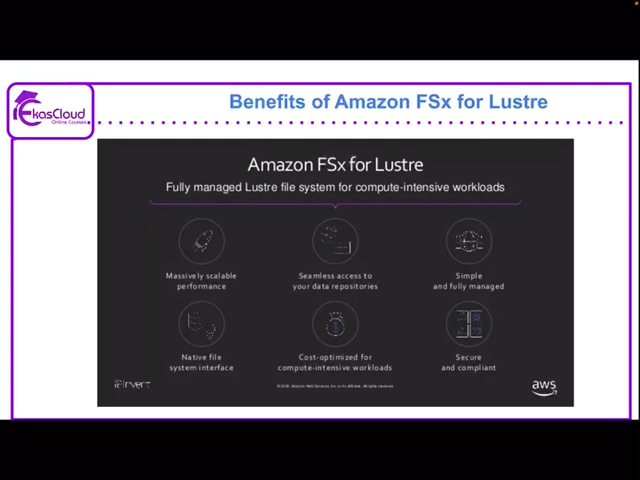 EkasCloud
Online Courses
Benefits of Amazon FSx for Lustre
Amazon FSx for Lustre
Fully managed Lustre file system for compute-intensive workloads
Massively scalable
performance
Seamless access to
your data repositories
Simple
and fully managed
Native file
system interface
Cost-optimized for
compute-intensive workloads
Secure
and compliant
re:Invent
aws